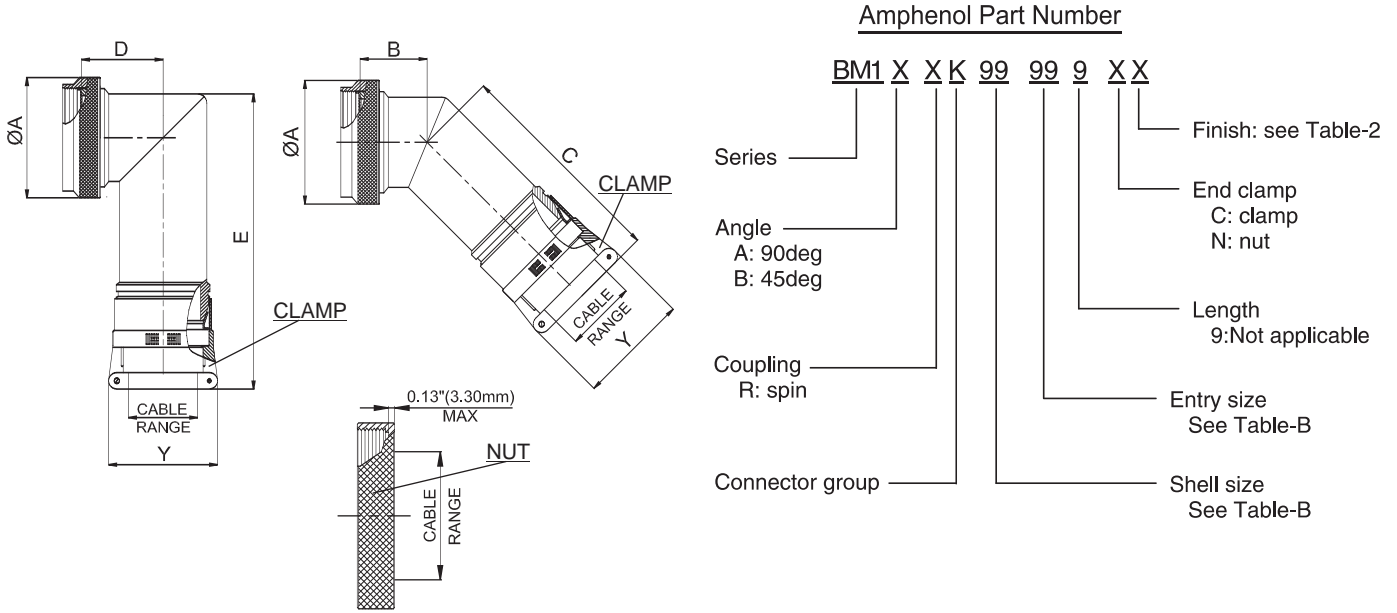 D
ØA
E
CLAMP
CABLE
RANGE
Y
B
ØA
C
CLAMP
CABLE
RANGE
Y
0.13"(3.30mm)
MAX
NUT
CABLE
RANGE
Amphenol Part Number
BM1 X X K 99 99 9 X X
Series
Angle
A: 90deg
B: 45deg
Coupling
R: spin
Connector group
Finish: see Table-2
End clamp
C: clamp
N: nut
Length
9:Not applicable
Entry size
See Table-B
Shell size
See Table-B